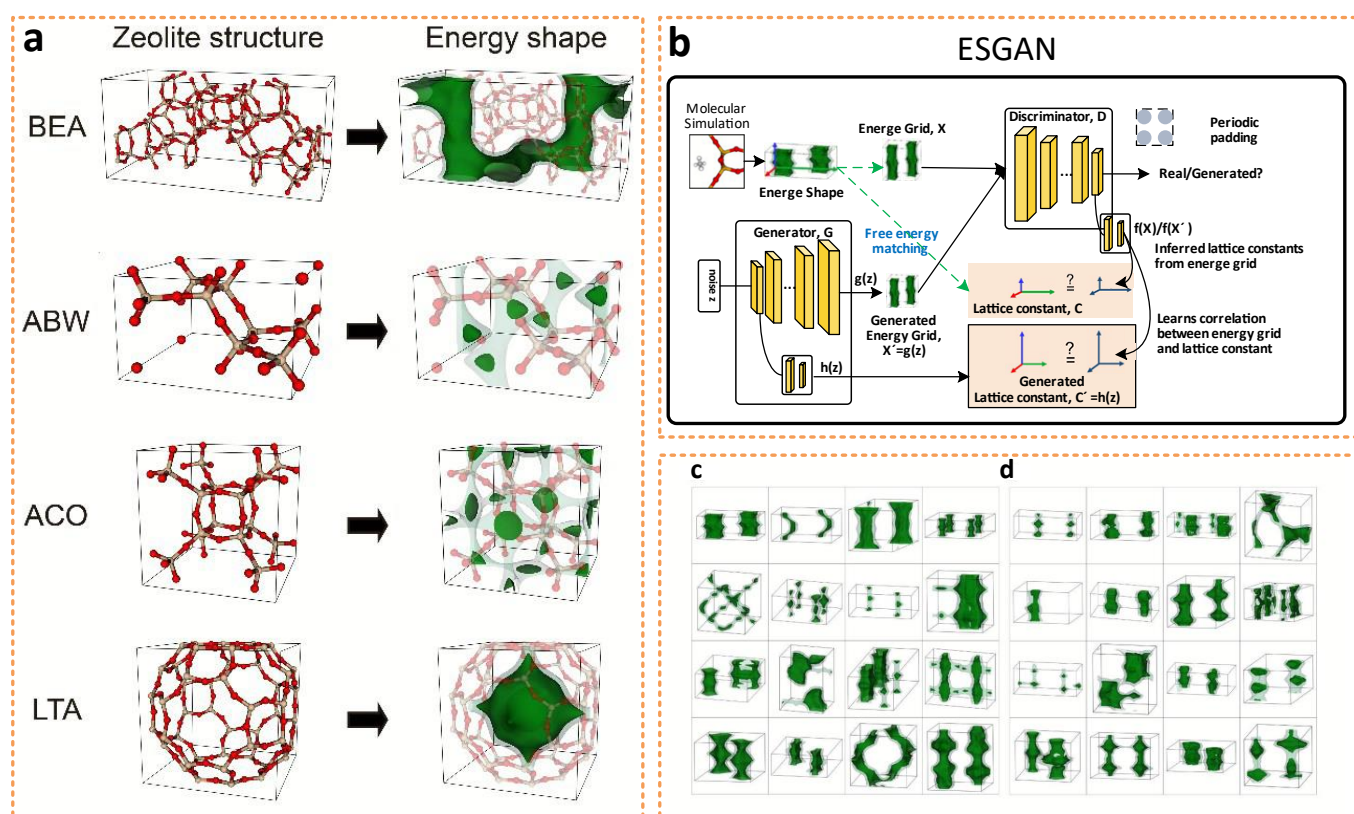 a
Zeolite structure
Energy shape
BEA
ABW
ACO
LTA
b
ESGAN
Molecular
Simulation
Energe Shape
Energe Grid, X
Discriminator, D
Periodic
padding
Real/Generated?
f(X)/f(X´)
Inferred lattice constants
from energe grid
Free energy
matching
Generator, G
noise z
g(z)
Generated
Energy Grid,
X´=g(z)
h(z)
?
=
Lattice constant, C
Learns correlation
between energy grid
and lattice constant
?
=
Generated
Lattice constant, C´=h(z)
c
d